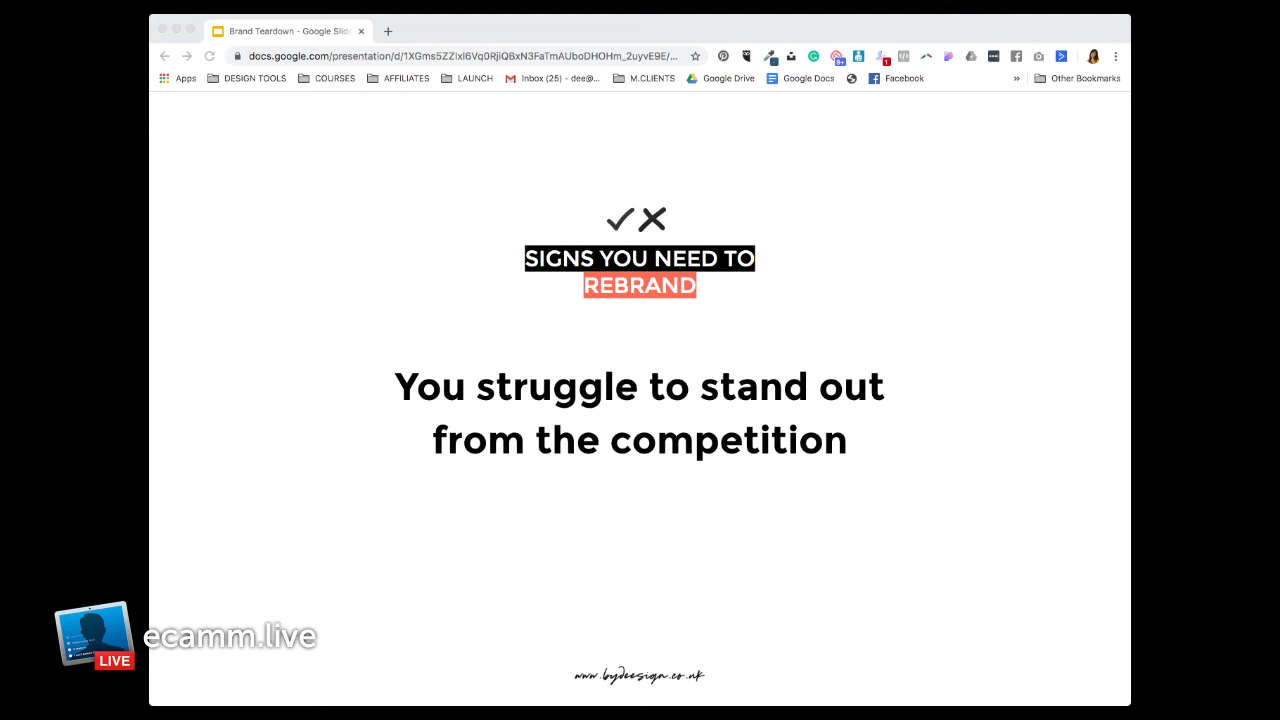 Brand Teardown - Google Slide
docs.google.com/presentation/d/1XGms5ZZlxl6Vq0RjiQBxN3FaTmAUboDHOHm_2uyvE9E/...
Apps DESIGN TOOLS COURSES AFFILIATES LAUNCH Inbox (25) - dee@... M.CLIENTS Google Drive Google Docs Facebook » Other Bookmarks
SIGNS YOU NEED TO
REBRAND
You struggle to stand out
from the competition
ecamm.live
LIVE
www.bydeesign.co.uk